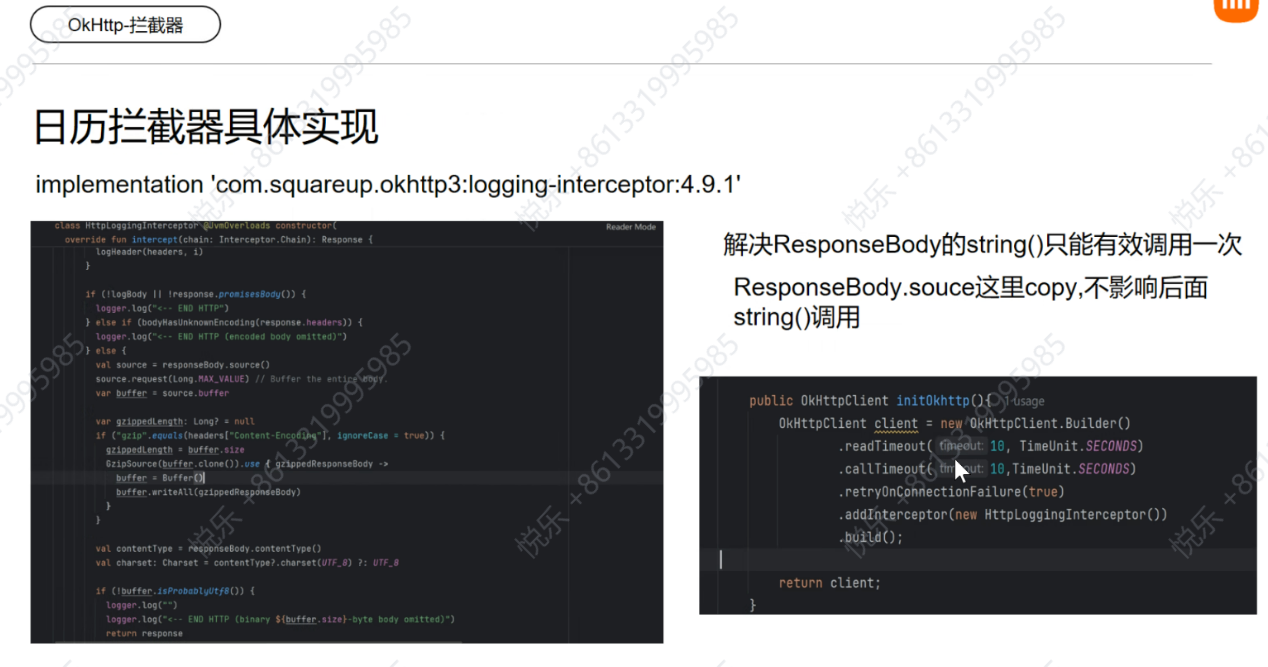 OkHttp-拦截器
日历拦截器具体实现
implementation 'com.squareup.okhttp3:logging-interceptor:4.9.1'
class HttpLoggingInterceptor @JvmOverloads constructor(
Reader Mode
override fun intercept(chain: Interceptor.Chain): Response {
logHeader(headers, i)
}
if (!logBody || !response.promisesBody()) {
logger.log("<-- END HTTP")
} else if (bodyHasUnknownEncoding(response.headers)) {
logger.log("<-- END HTTP (encoded body omitted)")
} else {
val source = responseBody.source()
source.request(Long.MAX_VALUE) // Buffer the entire body.
var buffer = source.buffer
var gzippedLength: Long? = null
if ("gzip".equals(headers["Content-Encoding"], ignoreCase = true)) {
gzippedLength = buffer.size
GzipSource(buffer.clone()).use { gzippedResponseBody ->
buffer = Buffer()
buffer.writeAll(gzippedResponseBody)
}
}
val contentType = responseBody.contentType()
val charset: Charset = contentType?.charset(UTF_8) ?: UTF_8
if (!buffer.isProbablyUtf8()) {
logger.log("")
logger.log("<-- END HTTP (binary ${buffer.size}-byte body omitted)")
return response
解决ResponseBody的string()只能有效调用一次
ResponseBody.souce这里copy,不影响后面
string()调用
public OkHttpClient initOkhttp(){ 1 usage
OkHttpClient client = new OkHttpClient.Builder()
.readTimeout( timeout: 10, TimeUnit.SECONDS)
.callTimeout( timeout: 10,TimeUnit.SECONDS)
.retryOnConnectionFailure(true)
.addInterceptor(new HttpLoggingInterceptor())
.build();
return client;
}
悦乐 +8613319995985